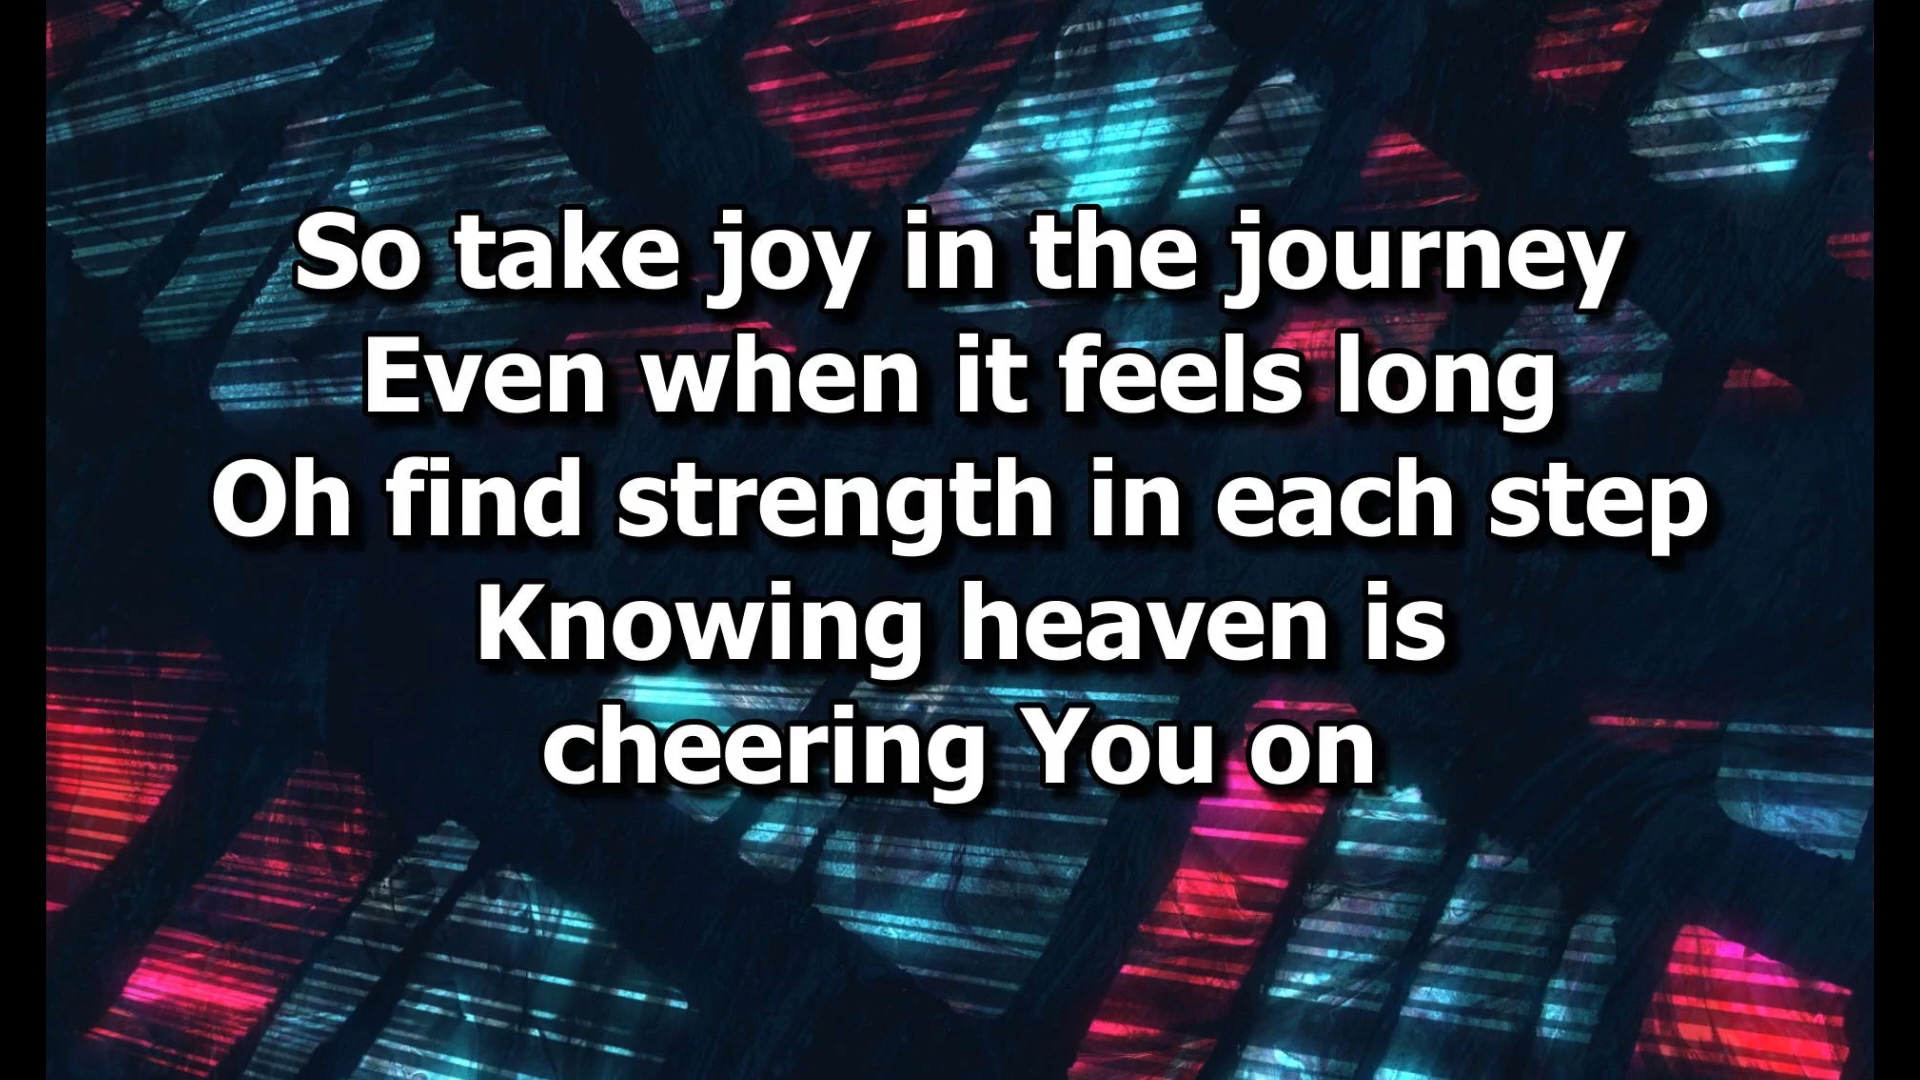 So take joy in the journey
Even when it feels long
Oh find strength in each step
Knowing heaven is
cheering You on